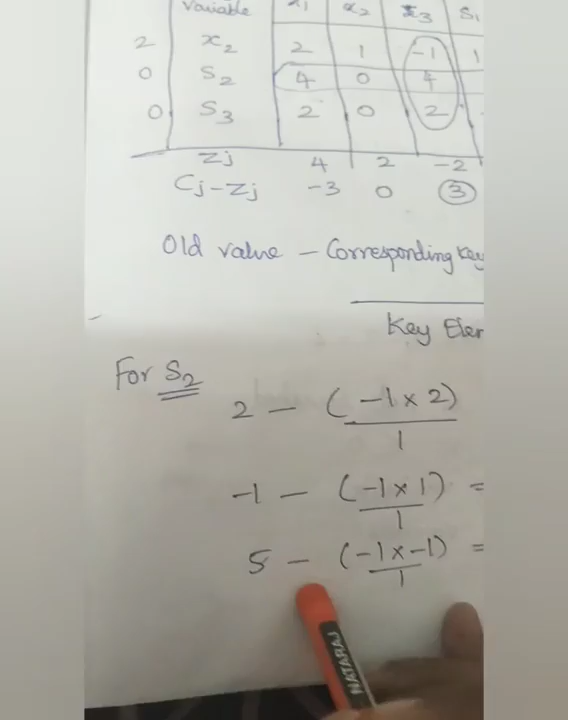 Variable x1 x2 x3 S1
2 x2 2 1 -1 1
0 S2 4 0 4
0 S3 2 0 2
Zj 4 2 -2
Cj-Zj -3 0 3
Old value - Corresponding Key
Key Elem
For S2
2 - (-1 x 2)
1
-1 - (-1 x 1) =
1
5 - (-1 x -1) =
1
NATARAJ